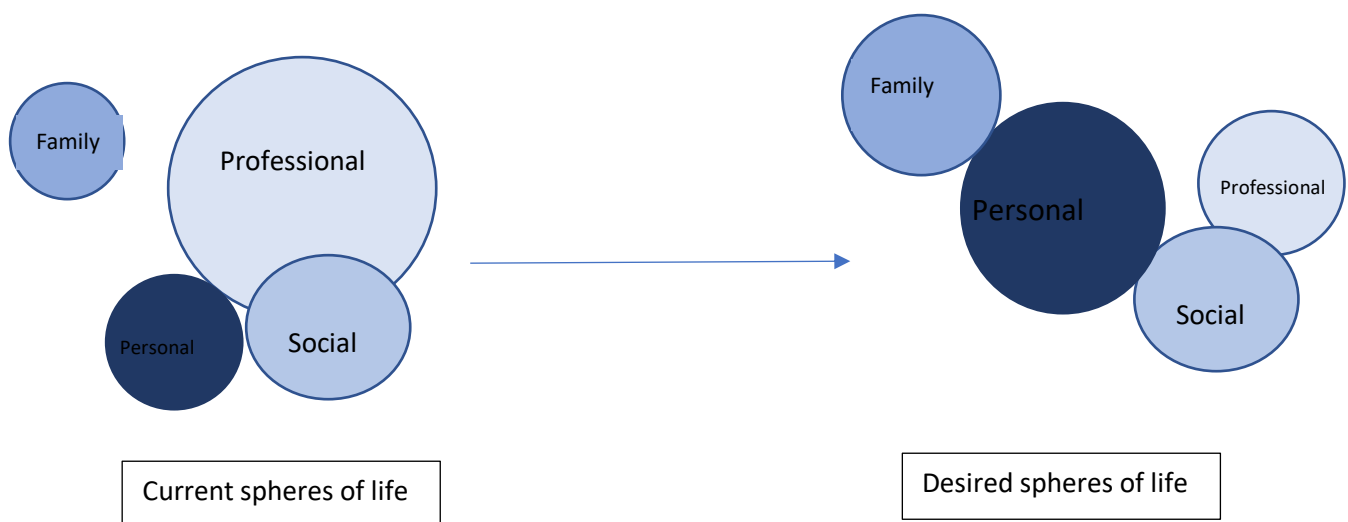 Family
Professional
Personal
Social
Current spheres of life
Family
Personal
Professional
Social
Desired spheres of life